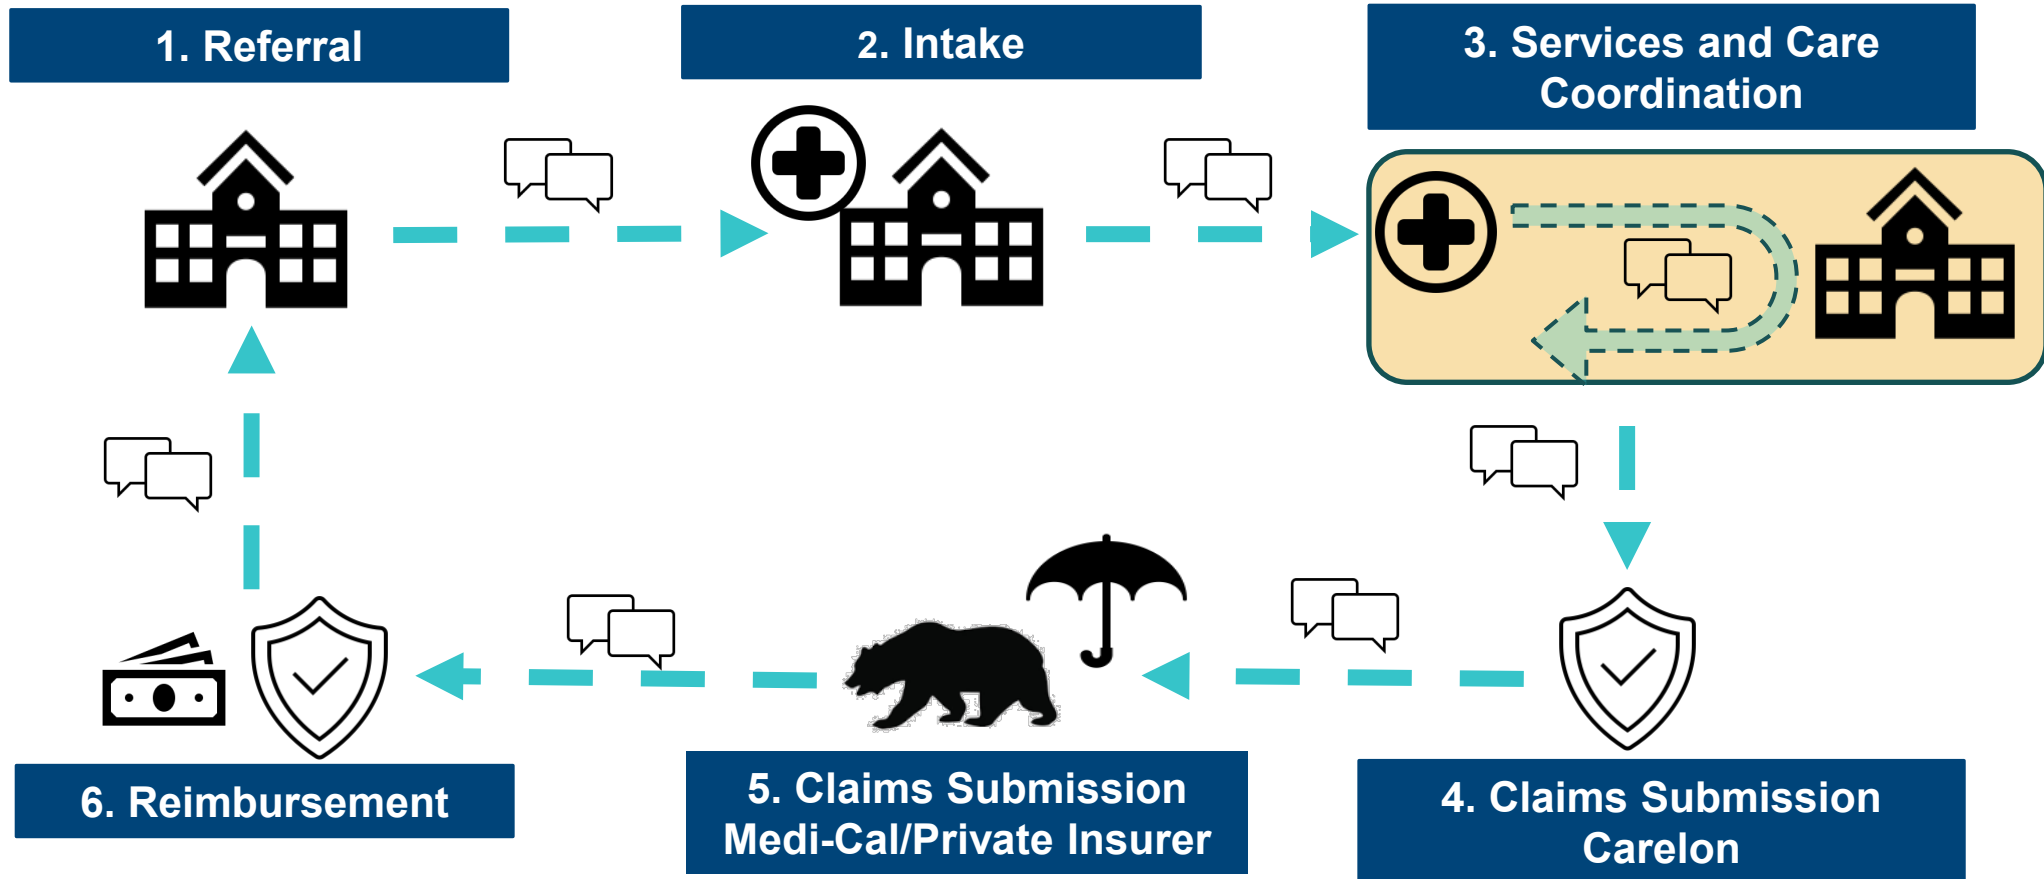 1. Referral
2. Intake
3. Services and Care
Coordination
6. Reimbursement
5. Claims Submission
Medi-Cal/Private Insurer
4. Claims Submission
Carelon